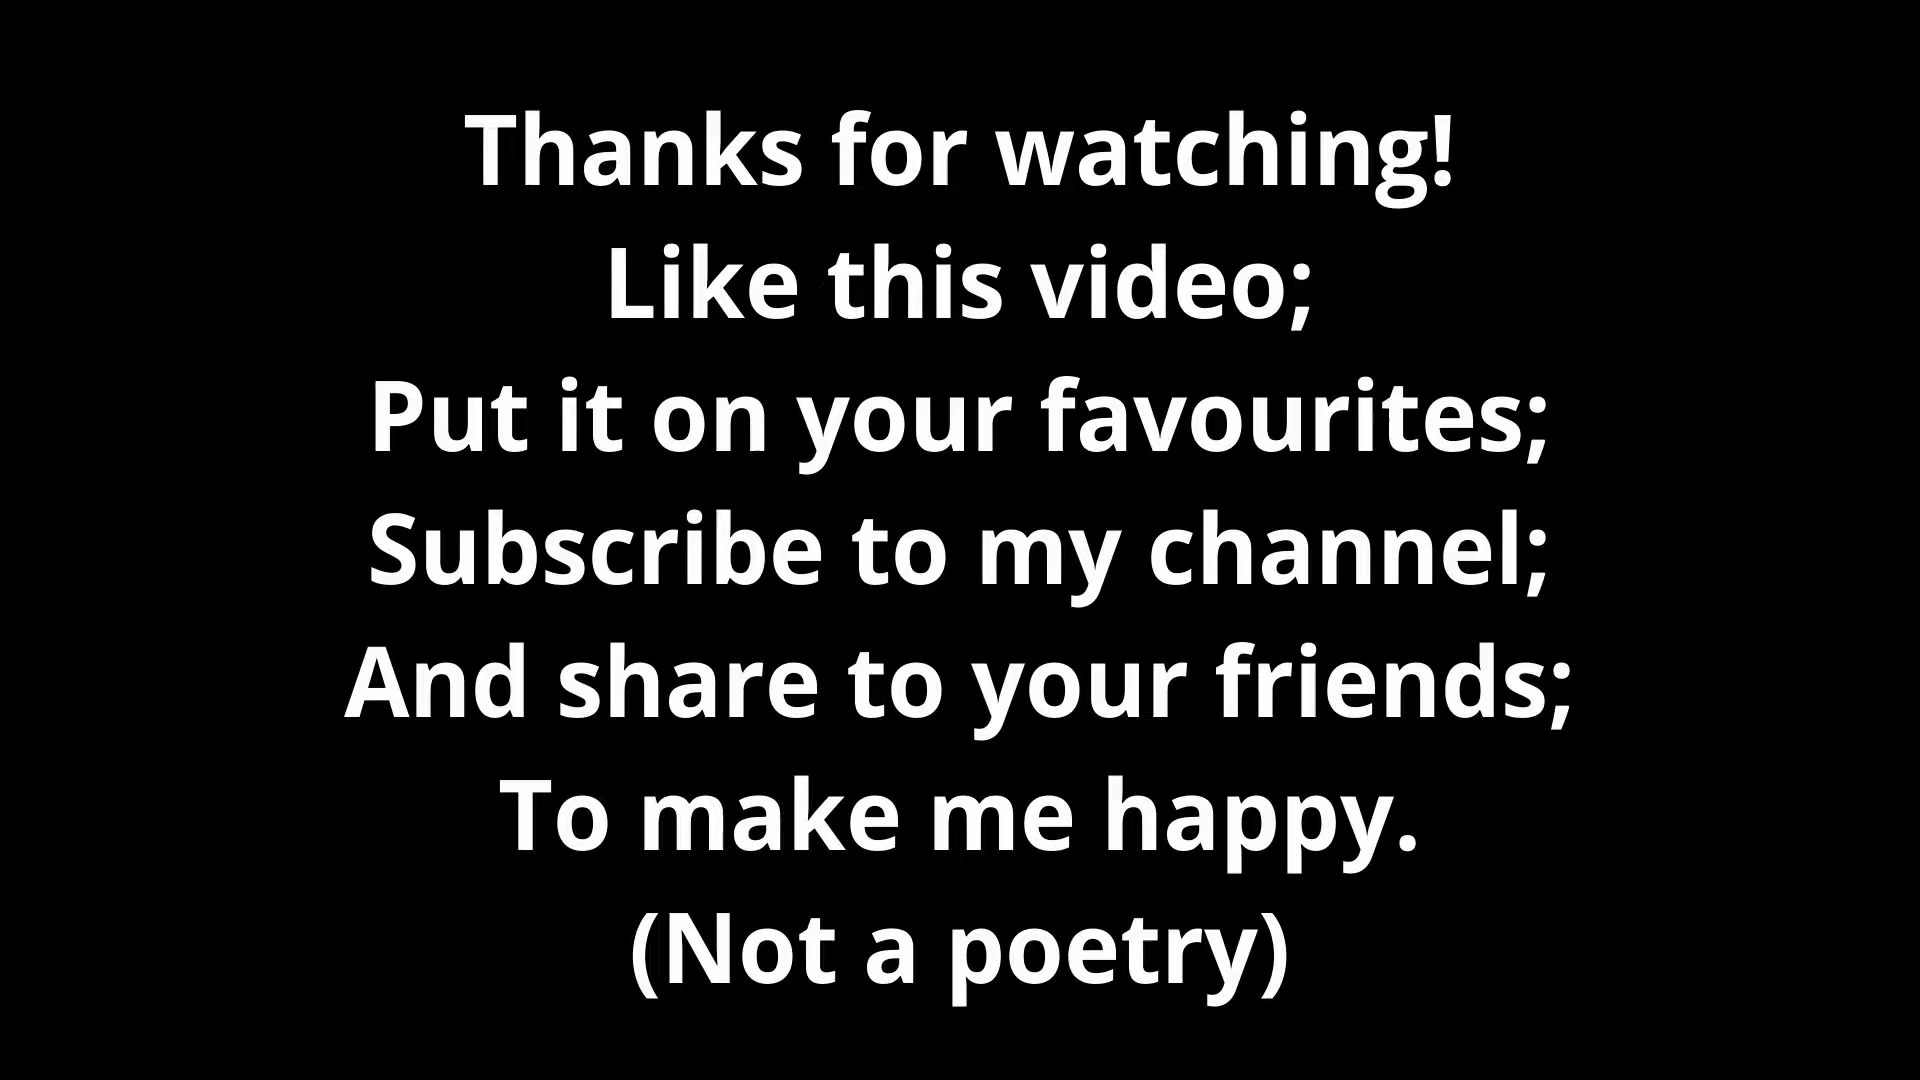 Thanks for watching!
Like this video;
Put it on your favourites;
Subscribe to my channel;
And share to your friends;
To make me happy.
(Not a poetry)